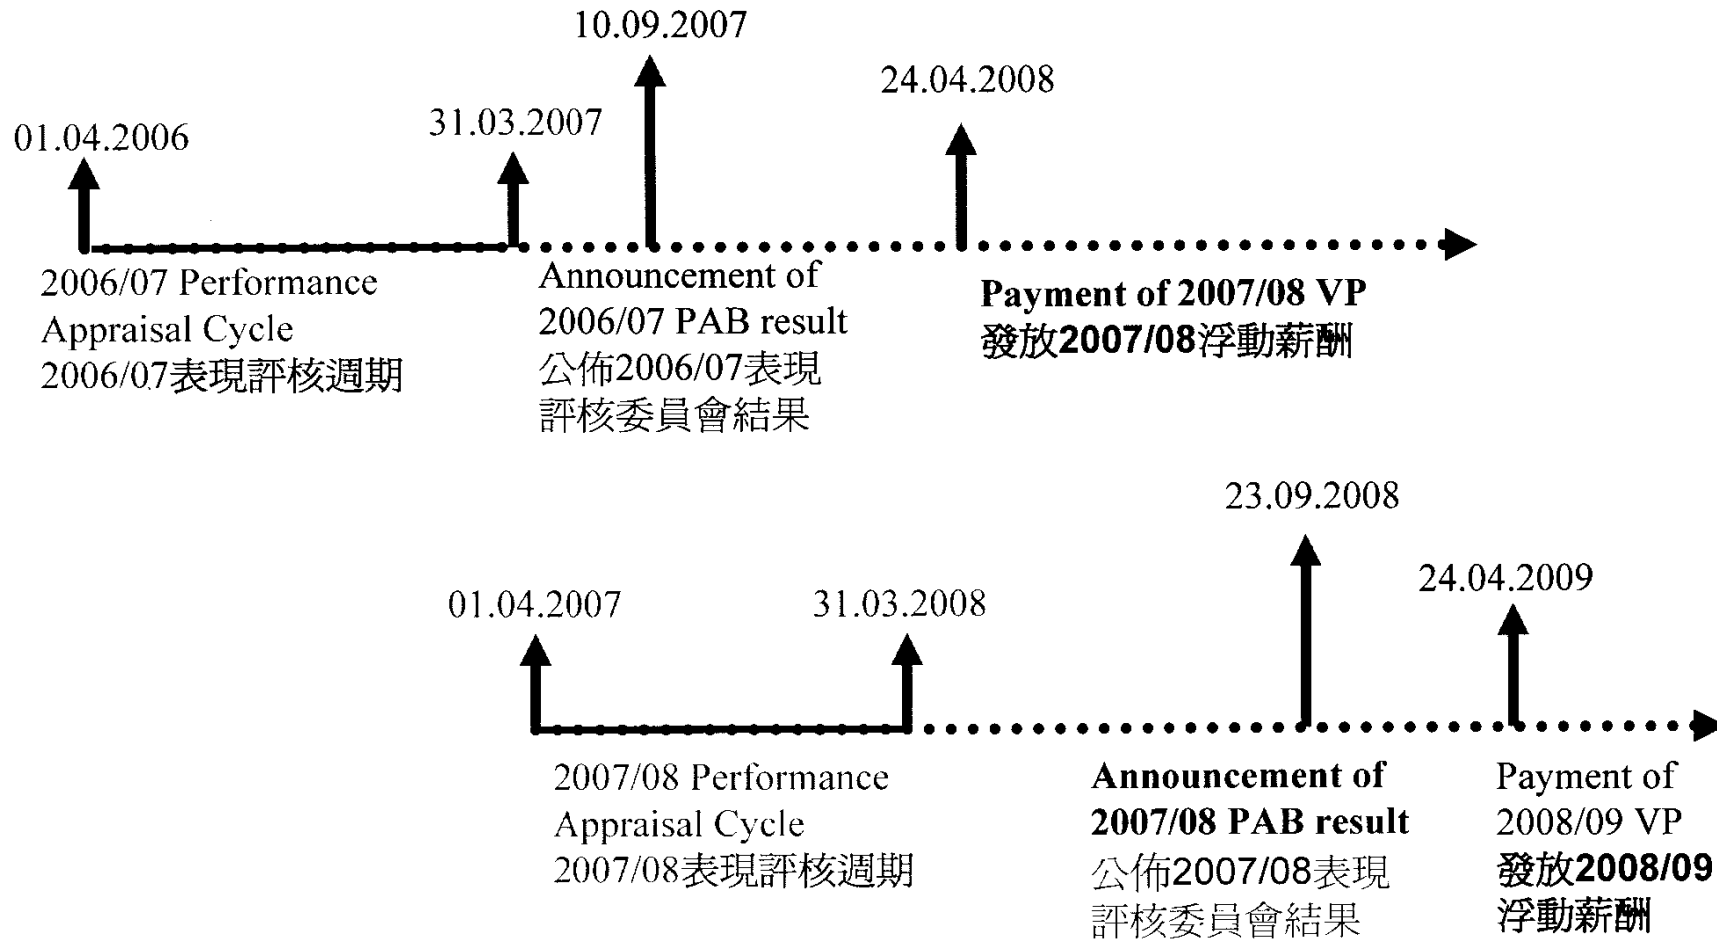 10.09.2007
24.04.2008
31.03.2007
01.04.2006
2006/07 Performance
Appraisal Cycle
2006/07表現評核週期
Announcement of
2006/07 PAB result
公佈2006/07表現
評核委員會結果
Payment of 2007/08 VP
發放2007/08浮動薪酬
23.09.2008
24.04.2009
01.04.2007
31.03.2008
2007/08 Performance
Appraisal Cycle
2007/08表現評核週期
Announcement of
2007/08 PAB result
公佈2007/08表現
評核委員會結果
Payment of
2008/09 VP
發放2008/09
浮動薪酬